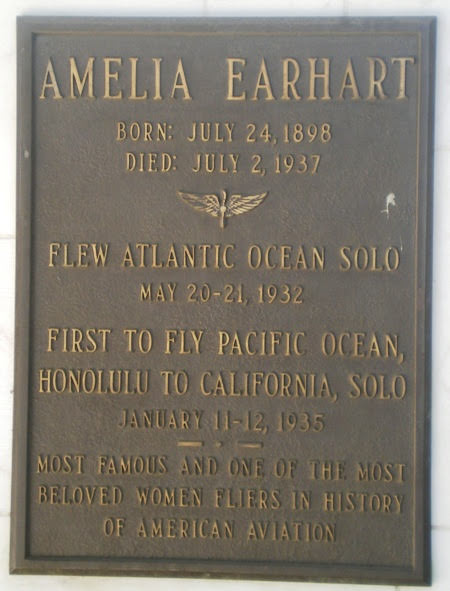 AMELIA EARHART
BORN: JULY 24, 1898
DIED: JULY 2, 1937
FLEW ATLANTIC OCEAN SOLO
MAY 20-21, 1932
FIRST TO FLY PACIFIC OCEAN,
HONOLULU TO CALIFORNIA, SOLO
JANUARY 11-12, 1935
MOST FAMOUS AND ONE OF THE MOST
BELOVED WOMEN FLIERS IN HISTORY
OF AMERICAN AVIATION